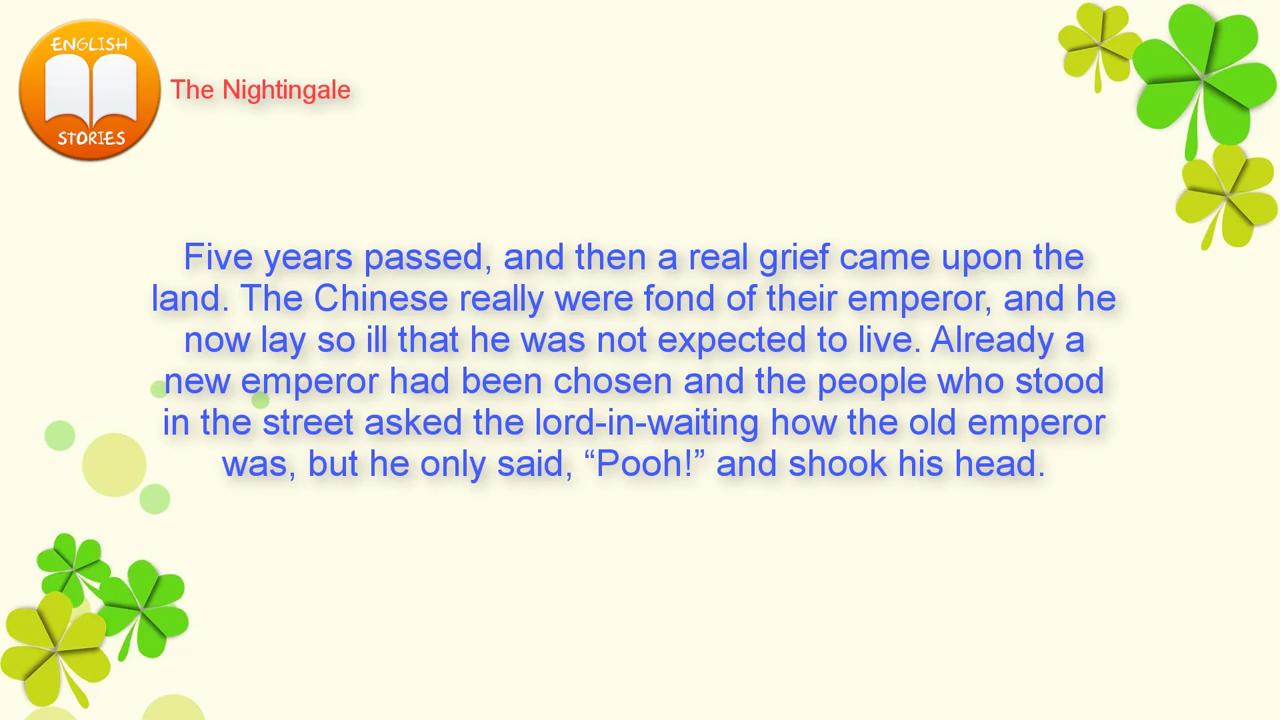 ENGLISH
STORIES
The Nightingale
Five years passed, and then a real grief came upon the
land. The Chinese really were fond of their emperor, and he
now lay so ill that he was not expected to live. Already a
new emperor had been chosen and the people who stood
in the street asked the lord-in-waiting how the old emperor
was, but he only said, “Pooh!” and shook his head.